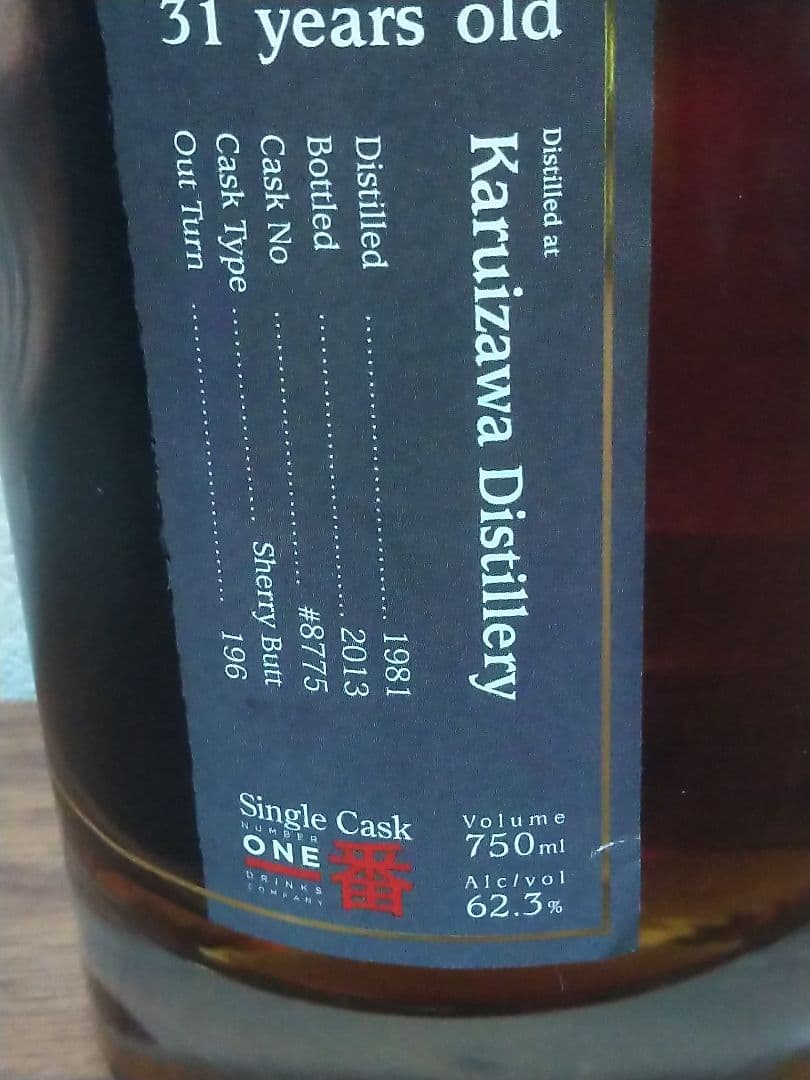 31 years old
Distilled at
Karuizawa Distillery
Distilled ........................................ 1981
Bottled ........................................ 2013
Cask No .................................... #8775
Cask Type ........................... Sherry Butt
Out Turn ........................................ 196
Single Cask
NUMBER
ONE
DRINKS
COMPANY
一番
Volume
750ml
Alc/vol
62.3%